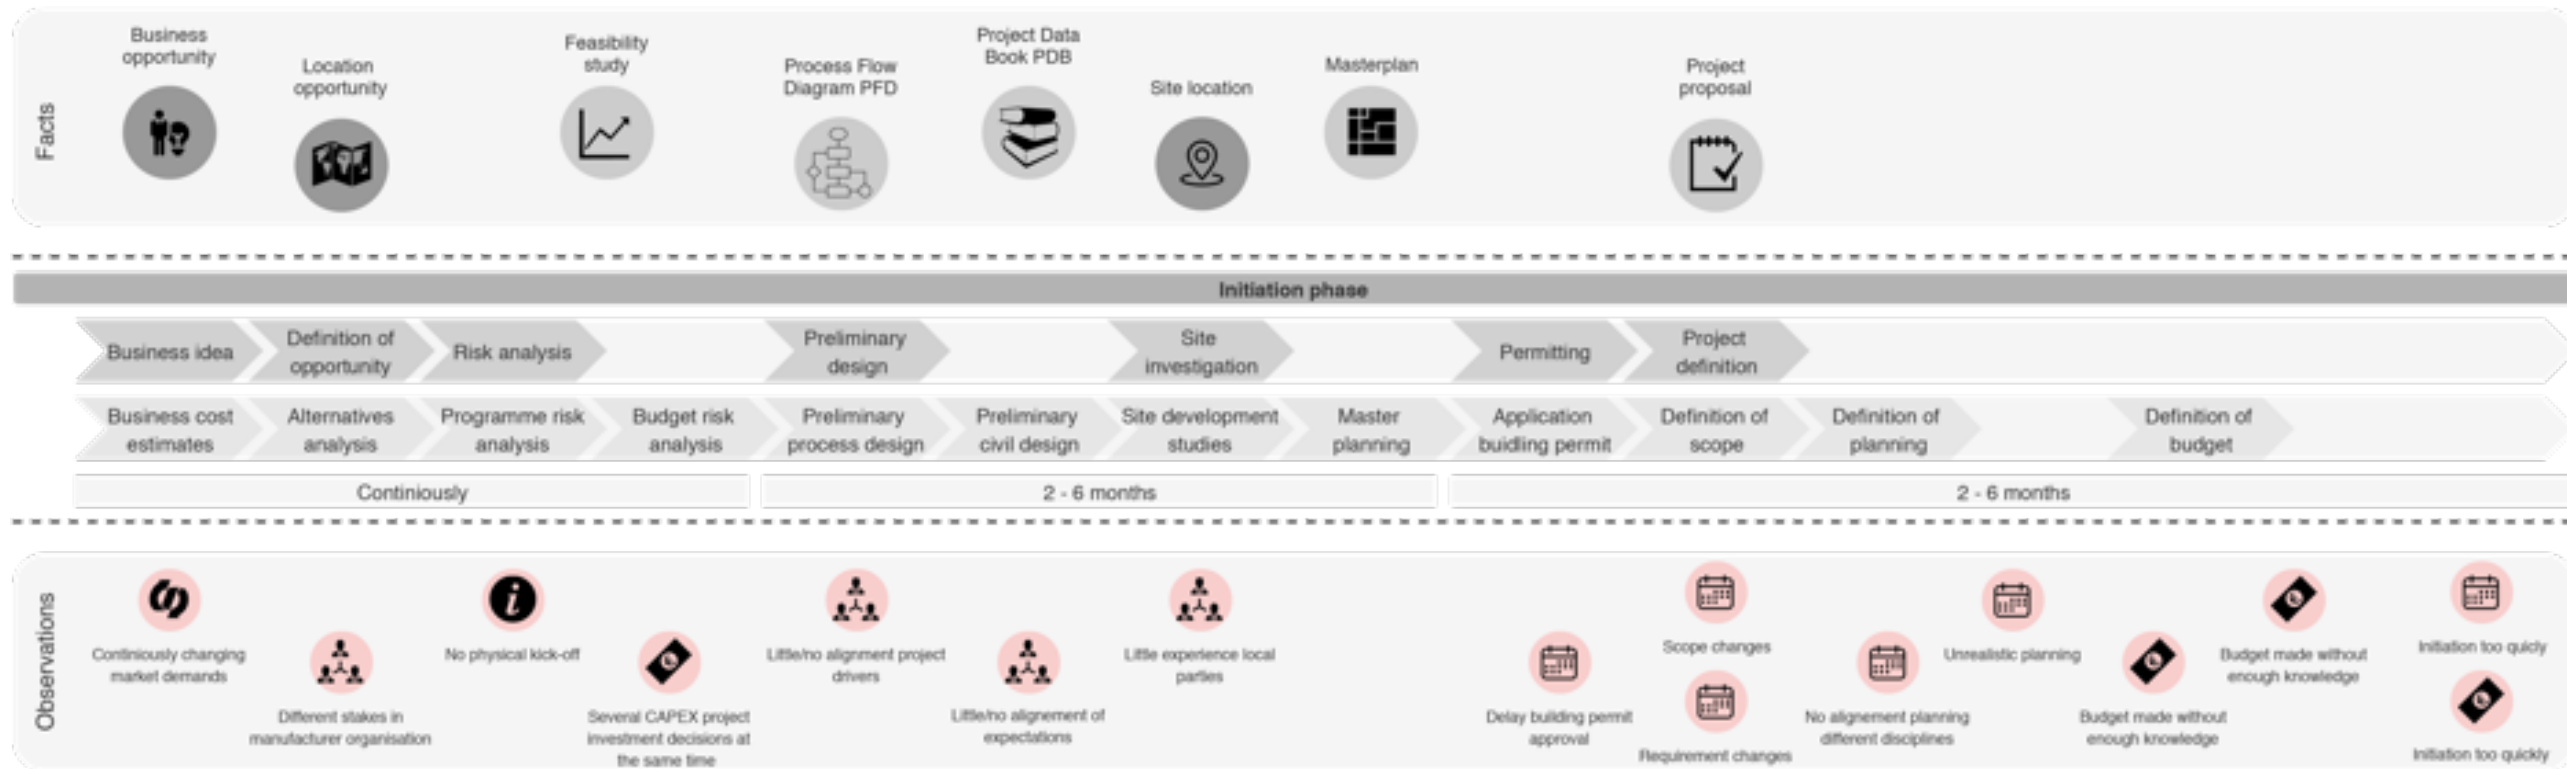 Facts
Business
opportunity
Location
opportunity
Feasibility
study
Process Flow
Diagram PFD
Project Data
Book PDB
Site location
Masterplan
Project
proposal
Initiation phase
Business idea
Definition of
opportunity
Risk analysis
Preliminary
design
Site
investigation
Permitting
Project
definition
Business cost
estimates
Alternatives
analysis
Programme risk
analysis
Budget risk
analysis
Preliminary
process design
Preliminary
civil design
Site development
studies
Master
planning
Application
buidling permit
Definition of
scope
Definition of
planning
Definition of
budget
Continiously
2 - 6 months
2 - 6 months
Observations
Continiously changing
market demands
Different stakes in
manufacturer organisation
No physical kick-off
Several CAPEX project
investment decisions at
the same time
Little/no alignment project
drivers
Little/no alignement of
expectations
Little experience local
parties
Delay building permit
approval
Scope changes
Requirement changes
No alignement planning
different disciplines
Unrealistic planning
Budget made without
enough knowledge
Budget made without
enough knowledge
Initiation too quicly
Initiation too quickly